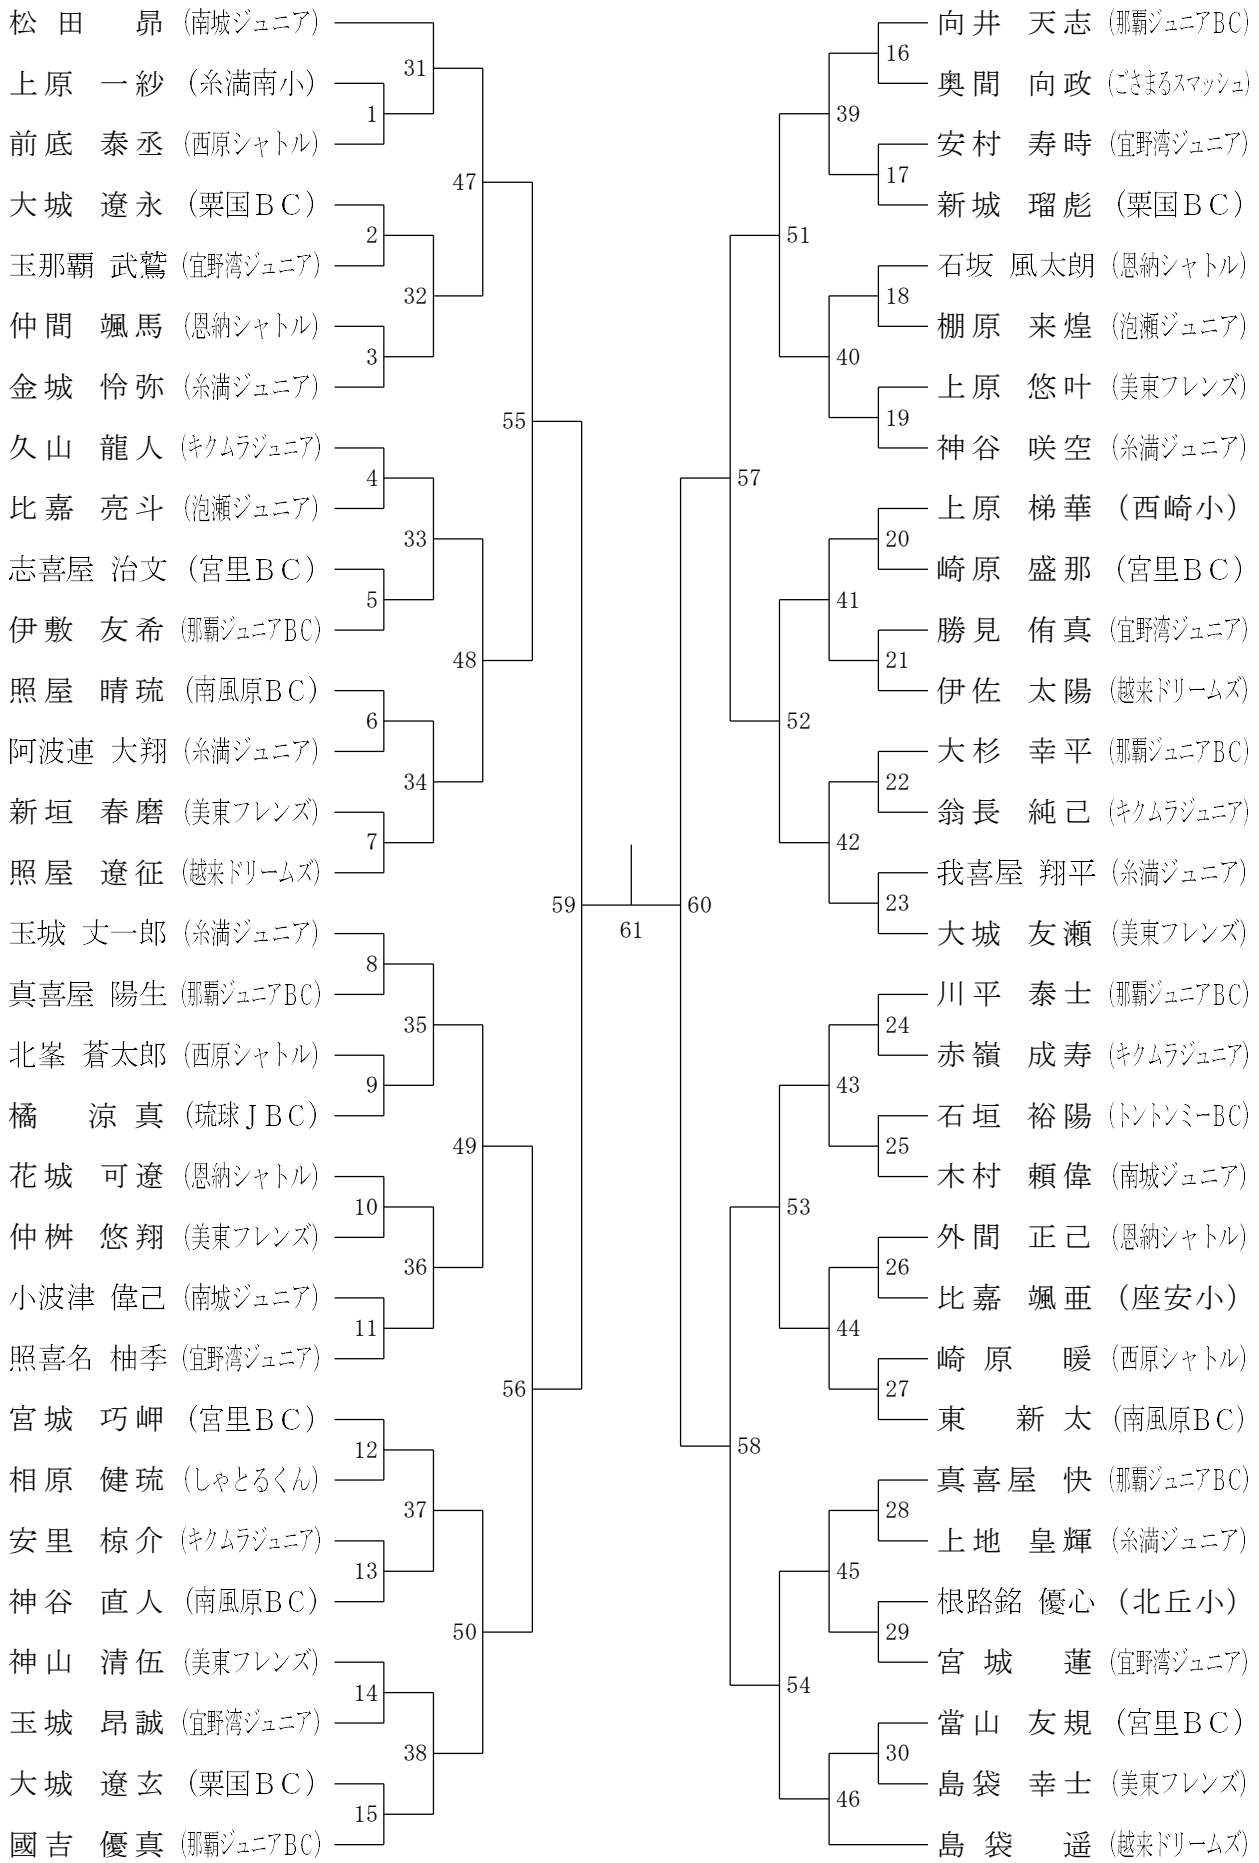 松田 昴 (南城ジュニア)
上原 一紗 (糸満南小)
前底 泰丞 (西原シャトル)
大城 遼永 (粟国BC)
玉那覇 武鷲 (宜野湾ジュニア)
仲間 颯馬 (恩納シャトル)
金城 怜弥 (糸満ジュニア)
久山 龍人 (キクムラジュニア)
比嘉 亮斗 (泡瀬ジュニア)
志喜屋 治文 (宮里BC)
伊敷 友希 (那覇ジュニアBC)
照屋 晴琉 (南風原BC)
阿波連 大翔 (糸満ジュニア)
新垣 春磨 (美東フレンズ)
照屋 遼征 (越来ドリームズ)
玉城 丈一郎 (糸満ジュニア)
真喜屋 陽生 (那覇ジュニアBC)
北峯 蒼太郎 (西原シャトル)
橘 涼真 (琉球JBC)
花城 可遼 (恩納シャトル)
仲桝 悠翔 (美東フレンズ)
小波津 偉己 (南城ジュニア)
照喜名 柚季 (宜野湾ジュニア)
宮城 巧岬 (宮里BC)
相原 健琉 (しゃとるくん)
安里 椋介 (キクムラジュニア)
神谷 直人 (南風原BC)
神山 清伍 (美東フレンズ)
玉城 昂誠 (宜野湾ジュニア)
大城 遼玄 (粟国BC)
國吉 優真 (那覇ジュニアBC)
1
2
3
4
5
6
7
8
9
10
11
12
13
14
15
31
32
33
34
35
36
37
38
47
48
49
50
55
56
59
61
60
57
58
51
52
53
54
39
40
41
42
43
44
45
46
16
17
18
19
20
21
22
23
24
25
26
27
28
29
30
向井 天志 (那覇ジュニアBC)
奥間 向政 (ごさまるスマッシュ)
安村 寿時 (宜野湾ジュニア)
新城 瑠彪 (粟国BC)
石坂 風太朗 (恩納シャトル)
棚原 来煌 (泡瀬ジュニア)
上原 悠叶 (美東フレンズ)
神谷 咲空 (糸満ジュニア)
上原 梯華 (西崎小)
崎原 盛那 (宮里BC)
勝見 侑真 (宜野湾ジュニア)
伊佐 太陽 (越来ドリームズ)
大杉 幸平 (那覇ジュニアBC)
翁長 純己 (キクムラジュニア)
我喜屋 翔平 (糸満ジュニア)
大城 友瀬 (美東フレンズ)
川平 泰士 (那覇ジュニアBC)
赤嶺 成寿 (キクムラジュニア)
石垣 裕陽 (トントンミーBC)
木村 頼偉 (南城ジュニア)
外間 正己 (恩納シャトル)
比嘉 颯亜 (座安小)
崎原 暖 (西原シャトル)
東 新太 (南風原BC)
真喜屋 快 (那覇ジュニアBC)
上地 皇輝 (糸満ジュニア)
根路銘 優心 (北丘小)
宮城 蓮 (宜野湾ジュニア)
當山 友規 (宮里BC)
島袋 幸士 (美東フレンズ)
島袋 遥 (越来ドリームズ)